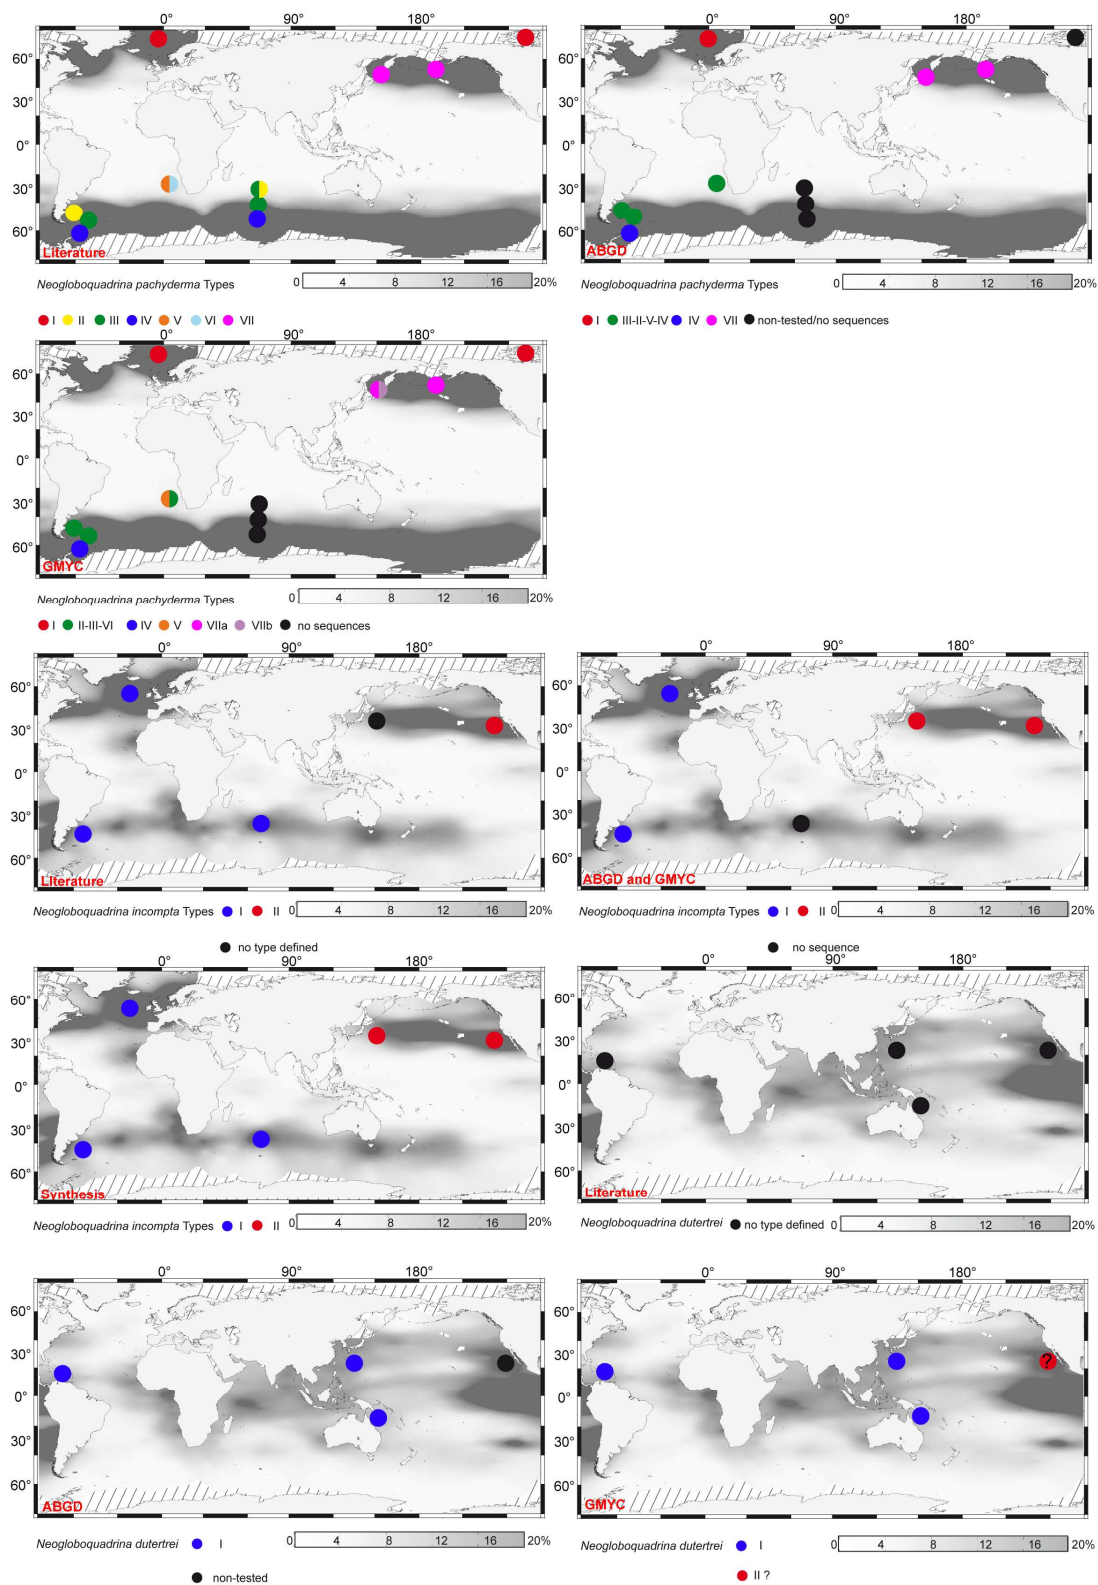 0° 90° 180° 0° 90° 180°
60° 60°
30° 30°
0° 0°
30° 30°
60° 60°
Literature ABGD
Neogloboquadrina pachyderma Types 0 4 8 12 16 20% Neogloboquadrina pachyderma Types 0 4 8 12 16 20%
I II III IV V VI VII I III-II-V-IV IV VII non-tested/no sequences
0° 90° 180°
60°
30°
0°
30°
60°
GMYC
Neogloboquadrina pachyderma Types 0 4 8 12 16 20%
I II-III-VI IV V VIIa VIIb no sequences
0° 90° 180° 0° 90° 180°
60° 60°
30° 30°
0° 0°
30° 30°
60° 60°
Literature ABGD and GMYC
Neogloboquadrina incompta Types I II 0 4 8 12 16 20% Neogloboquadrina incompta Types I II 0 4 8 12 16 20%
no type defined no sequence
0° 90° 180° 0° 90° 180°
60° 60°
30° 30°
0° 0°
30° 30°
60° 60°
Synthesis Literature
Neogloboquadrina incompta Types I II 0 4 8 12 16 20% Neogloboquadrina dutertrei no type defined 0 4 8 12 16 20%
0° 90° 180° 0° 90° 180°
60° 60°
30° ? 30°
0° 0°
30° 30°
60° 60°
ABGD GMYC
Neogloboquadrina dutertrei I 0 4 8 12 16 20% Neogloboquadrina dutertrei I 0 4 8 12 16 20%
non-tested II ?